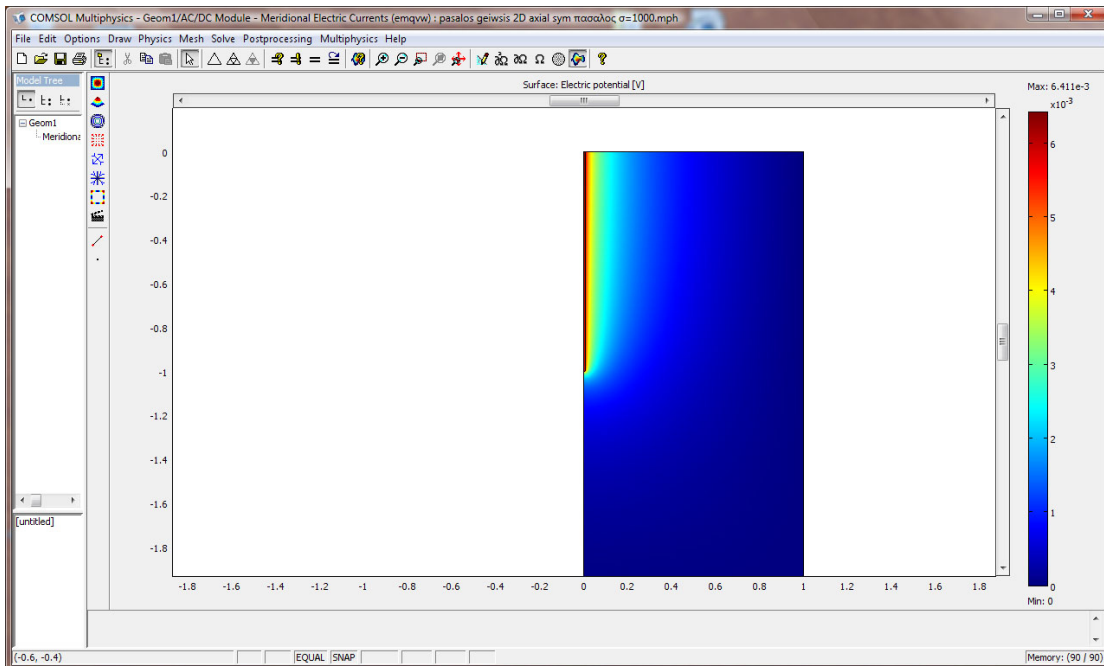 COMSOL Multiphysics - Geom1/AC/DC Module - Meridional Electric Currents (emqvw) : pasalos geiwsis 2D axial sym πασαλος σ=1000.mph
File Edit Options Draw Physics Mesh Solve Postprocessing Multiphysics Help
Model Tree
Geom1
Meridiona
[untitled]
Surface: Electric potential [V]
0
-0.2
-0.4
-0.6
-0.8
-1
-1.2
-1.4
-1.6
-1.8
-1.8 -1.6 -1.4 -1.2 -1 -0.8 -0.6 -0.4 -0.2 0 0.2 0.4 0.6 0.8 1 1.2 1.4 1.6 1.8
Max: 6.411e-3
×10⁻³
6
5
4
3
2
1
0
Min: 0
(-0.6, -0.4) EQUAL SNAP Memory: (90 / 90)